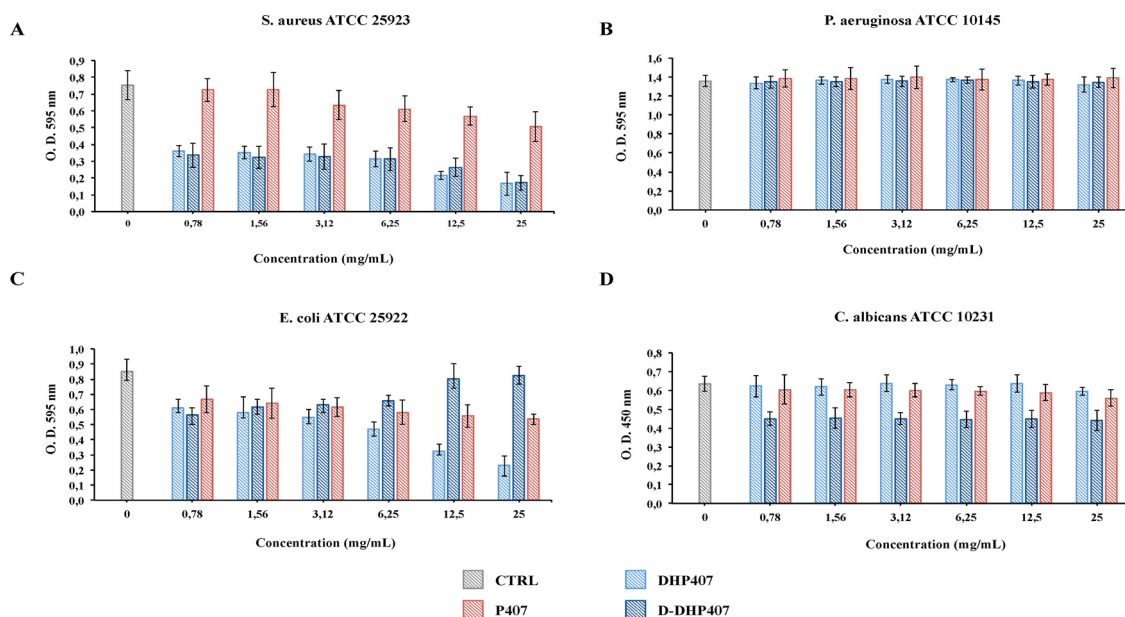 A
S. aureus ATCC 25923
O. D. 595 nm
0,9
0,8
0,7
0,6
0,5
0,4
0,3
0,2
0,1
0,0
0 0,78 1,56 3,12 6,25 12,5 25
Concentration (mg/mL)
B
P. aeruginosa ATCC 10145
O. D. 595 nm
1,6
1,4
1,2
1,0
0,8
0,6
0,4
0,2
0,0
0 0,78 1,56 3,12 6,25 12,5 25
Concentration (mg/mL)
C
E. coli ATCC 25922
O. D. 595 nm
1,0
0,9
0,8
0,7
0,6
0,5
0,4
0,3
0,2
0,1
0,0
0 0,78 1,56 3,12 6,25 12,5 25
Concentration (mg/mL)
D
C. albicans ATCC 10231
O. D. 450 nm
0,8
0,7
0,6
0,5
0,4
0,3
0,2
0,1
0,0
0 0,78 1,56 3,12 6,25 12,5 25
Concentration (mg/mL)
CTRL DHP407
P407 D-DHP407